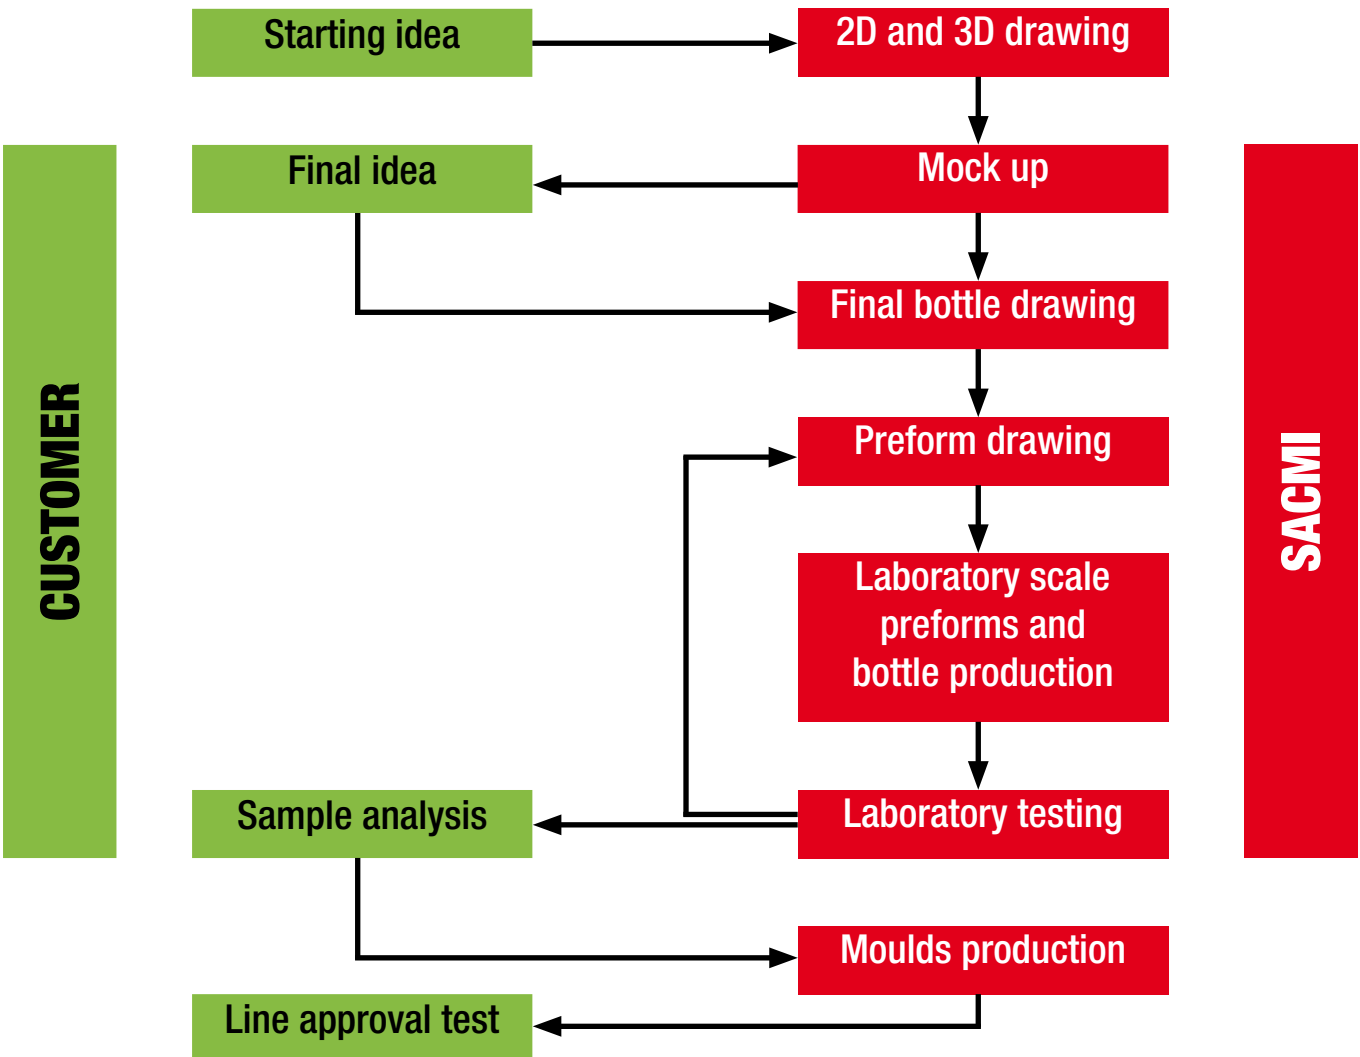 Starting idea
2D and 3D drawing
Final idea
Mock up
Final bottle drawing
CUSTOMER
Preform drawing
SACMI
Laboratory scale
preforms and
bottle production
Sample analysis
Laboratory testing
Moulds production
Line approval test